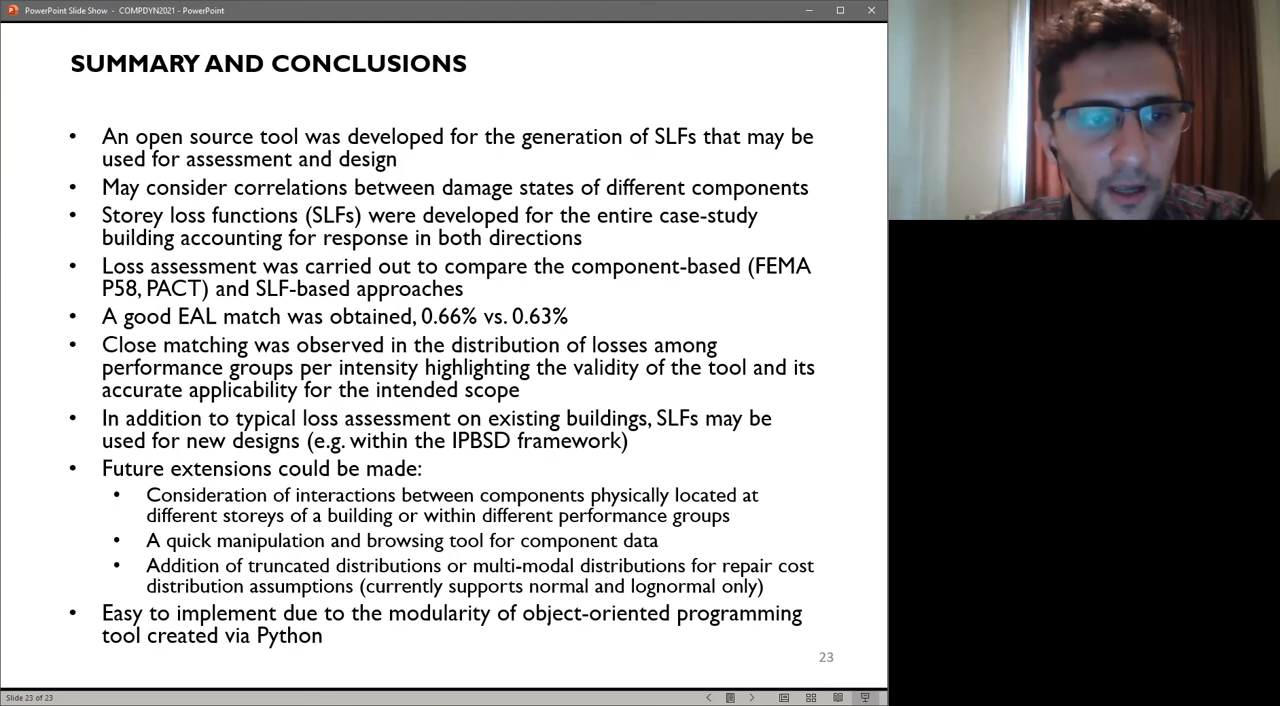 PowerPoint Slide Show - COMPDYN2021 - PowerPoint
SUMMARY AND CONCLUSIONS
• An open source tool was developed for the generation of SLFs that may be
used for assessment and design
• May consider correlations between damage states of different components
• Storey loss functions (SLFs) were developed for the entire case-study
building accounting for response in both directions
• Loss assessment was carried out to compare the component-based (FEMA
P58, PACT) and SLF-based approaches
• A good EAL match was obtained, 0.66% vs. 0.63%
• Close matching was observed in the distribution of losses among
performance groups per intensity highlighting the validity of the tool and its
accurate applicability for the intended scope
• In addition to typical loss assessment on existing buildings, SLFs may be
used for new designs (e.g. within the IPBSD framework)
• Future extensions could be made:
• Consideration of interactions between components physically located at
different storeys of a building or within different performance groups
• A quick manipulation and browsing tool for component data
• Addition of truncated distributions or multi-modal distributions for repair cost
distribution assumptions (currently supports normal and lognormal only)
• Easy to implement due to the modularity of object-oriented programming
tool created via Python
23
Slide 23 of 23